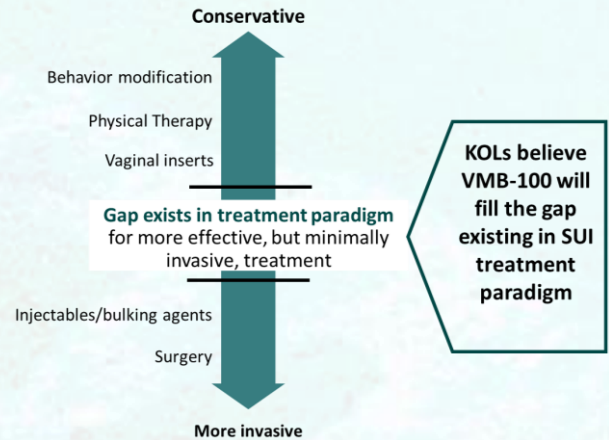 Conservative
Behavior modification
Physical Therapy
Vaginal inserts
Gap exists in treatment paradigm
for more effective, but minimally
invasive, treatment
Injectables/bulking agents
Surgery
More invasive
KOLs believe
VMB-100 will
fill the gap
existing in SUI
treatment
paradigm